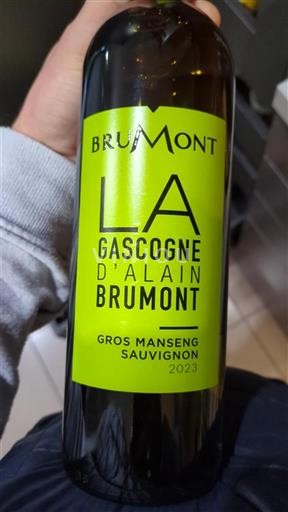 BRUMONT
LA
GASCOGNE
D'ALAIN
BRUMONT
GROS MANSENG
SAUVIGNON
2023